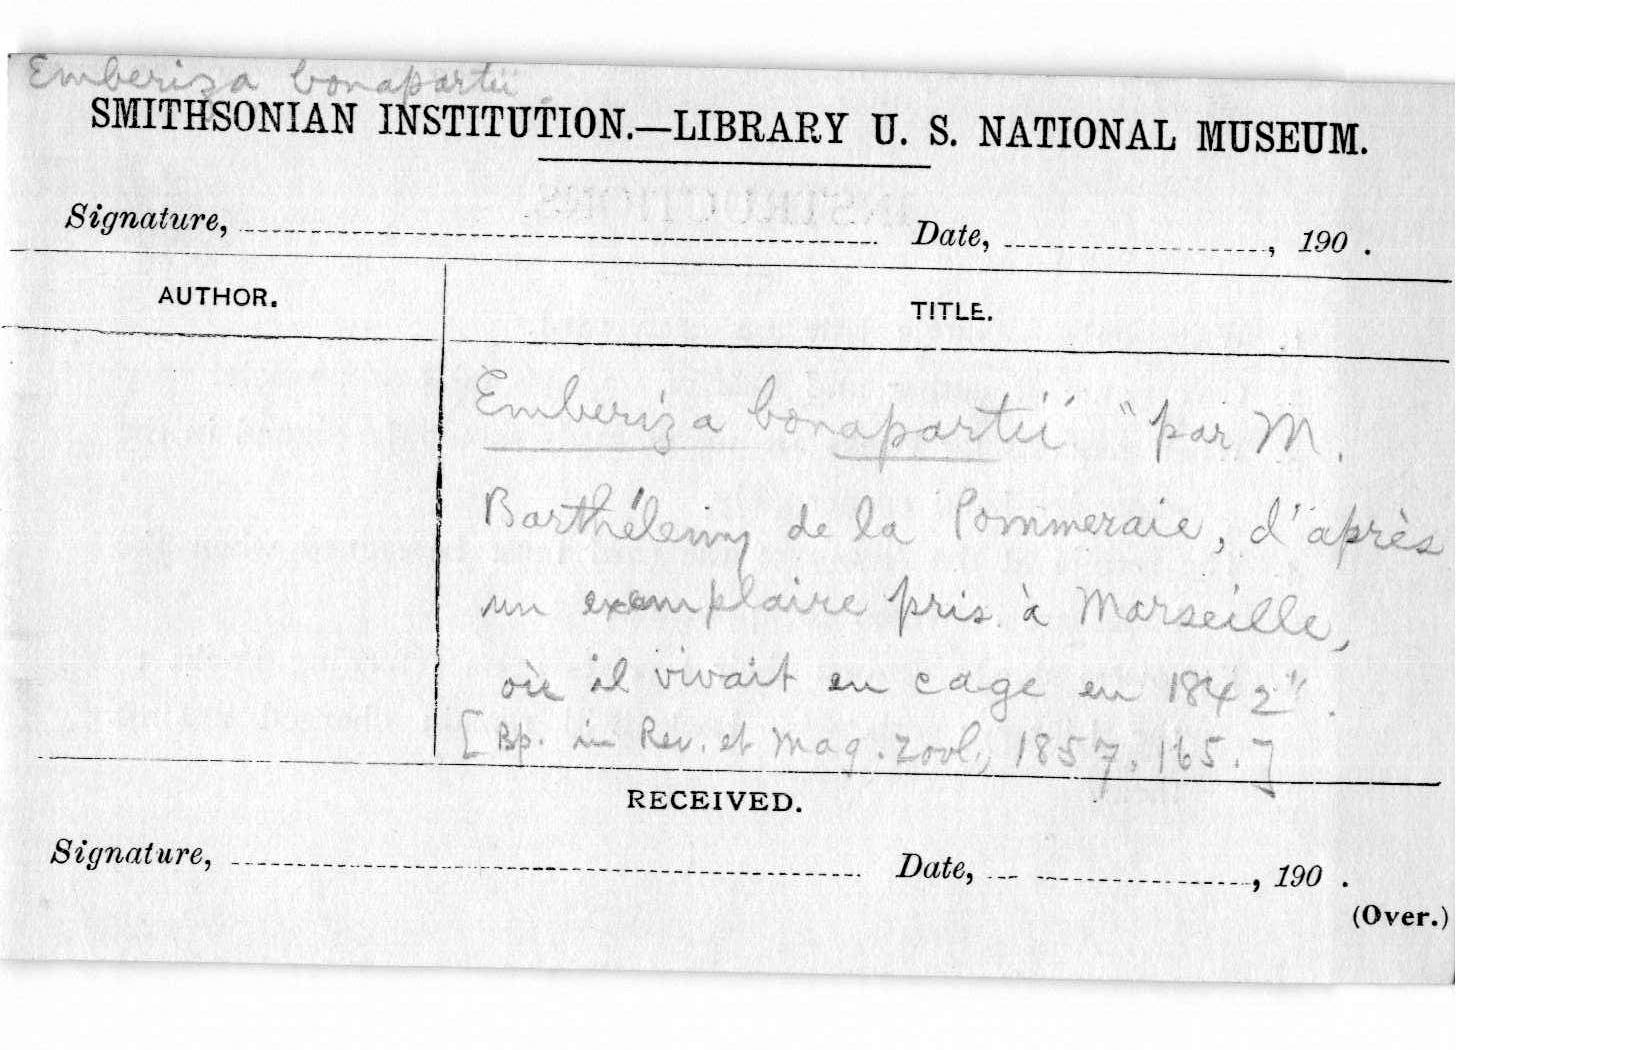 Emberiza bonapartii
SMITHSONIAN INSTITUTION.—LIBRARY U. S. NATIONAL MUSEUM.
Signature, Date, , 190 .
AUTHOR. TITLE.
Emberiza bonapartii "par M.
Barthélemy de la Pommeraie, d'après
un exemplaire pris à Marseille,
où il vivait en cage en 1842".
[Bp. in Rev. et Mag. Zool., 1857, 165.]
RECEIVED.
Signature, Date, , 190 .
(Over.)